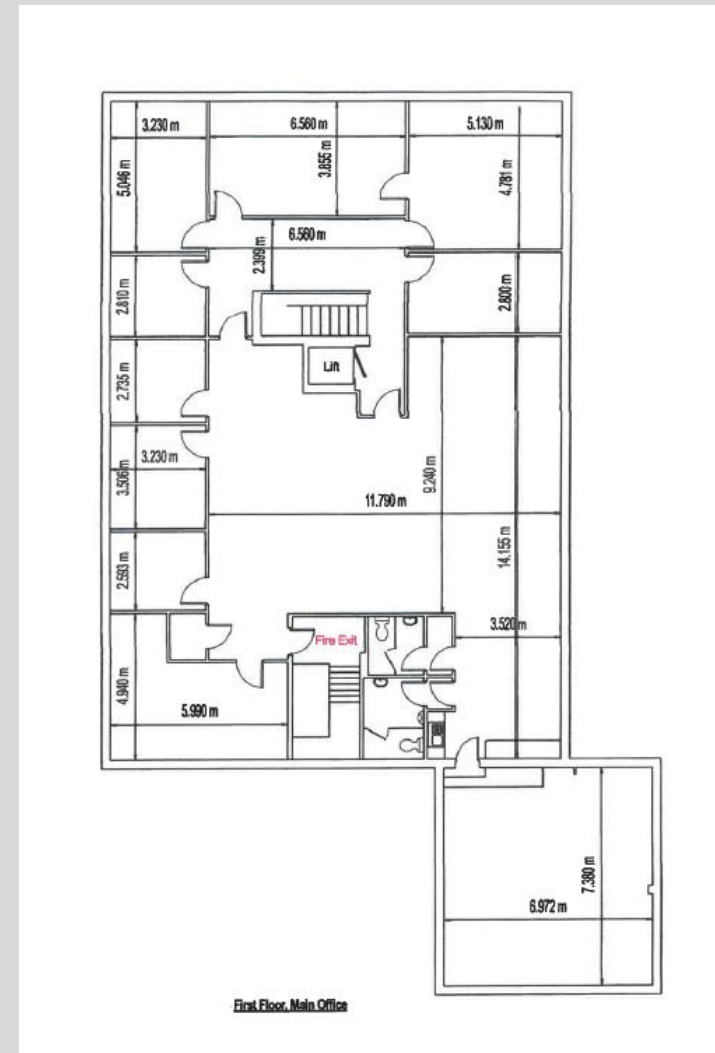 3.230 m
6.560 m
5.130 m
5.046 m
3.855 m
4.781 m
6.560 m
2.399 m
2.810 m
2.800 m
Lift
2.735 m
3.230 m
3.506 m
9.240 m
11.790 m
14.155 m
2.593 m
3.520 m
Fire Exit
4.940 m
5.990 m
7.380 m
6.972 m
First Floor, Main Office